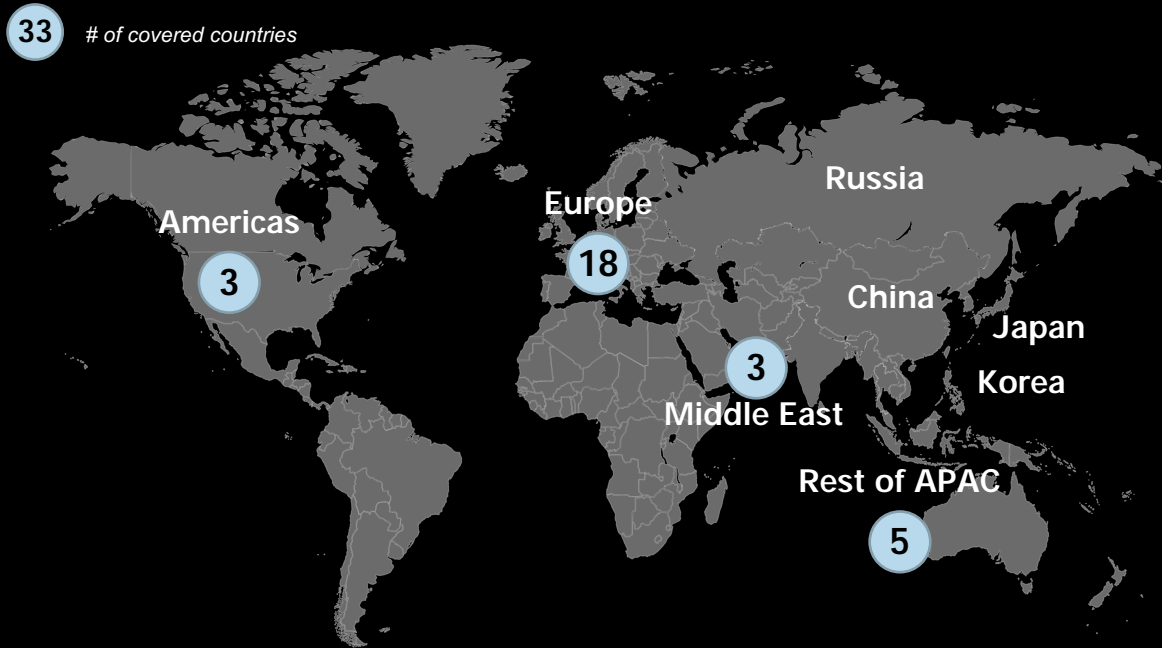 33 # of covered countries
Russia
Europe
Americas
18
3
China
Japan
3
Korea
Middle East
Rest of APAC
5